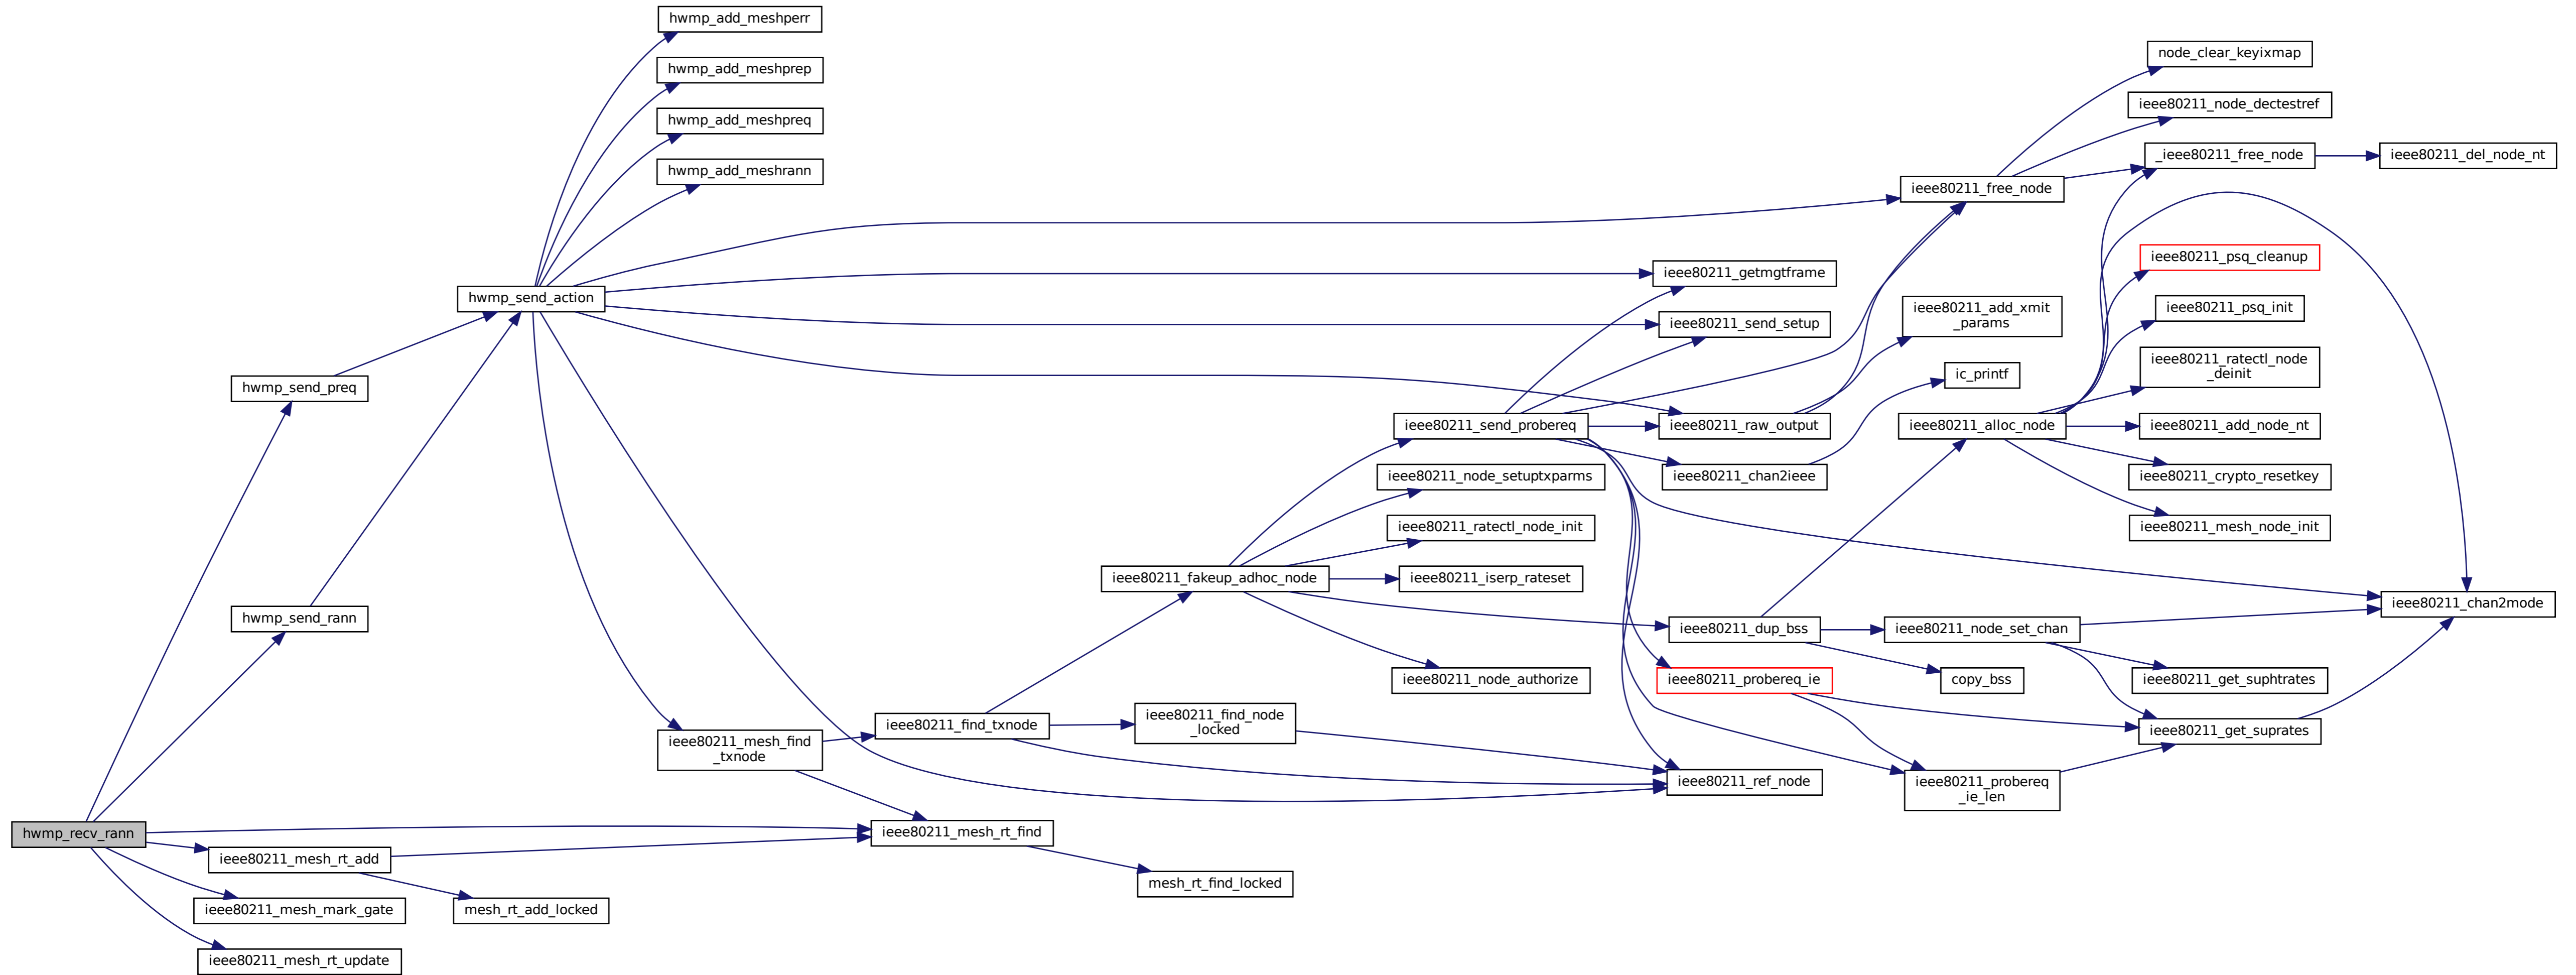 hwmp_add_meshperr
hwmp_add_meshprep
hwmp_add_meshpreq
hwmp_add_meshrann
hwmp_send_action
hwmp_send_preq
hwmp_send_rann
hwmp_recv_rann
ieee80211_mesh_rt_add
ieee80211_mesh_mark_gate
ieee80211_mesh_rt_update
mesh_rt_add_locked
ieee80211_mesh_find
_txnode
ieee80211_find_txnode
ieee80211_mesh_rt_find
ieee80211_fakeup_adhoc_node
ieee80211_find_node
_locked
mesh_rt_find_locked
ieee80211_send_probereq
ieee80211_node_setuptxparms
ieee80211_ratectl_node_init
ieee80211_iserp_rateset
ieee80211_node_authorize
ieee80211_getmgtframe
ieee80211_send_setup
ieee80211_raw_output
ieee80211_chan2ieee
ieee80211_dup_bss
ieee80211_probereq_ie
ieee80211_ref_node
ieee80211_free_node
ieee80211_add_xmit
_params
ic_printf
ieee80211_alloc_node
ieee80211_node_set_chan
copy_bss
ieee80211_probereq
_ie_len
node_clear_keyixmap
ieee80211_node_dectestref
_ieee80211_free_node
ieee80211_psq_cleanup
ieee80211_psq_init
ieee80211_ratectl_node
_deinit
ieee80211_add_node_nt
ieee80211_crypto_resetkey
ieee80211_mesh_node_init
ieee80211_get_suphtrates
ieee80211_get_suprates
ieee80211_del_node_nt
ieee80211_chan2mode